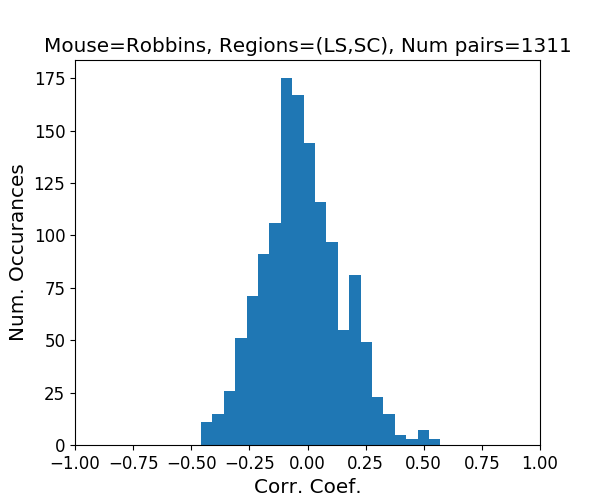 Mouse=Robbins, Regions=(LS,SC), Num pairs=1311
175
150
125
100
75
50
25
0
Num. Occurances
−1.00 −0.75 −0.50 −0.25 0.00 0.25 0.50 0.75 1.00
Corr. Coef.